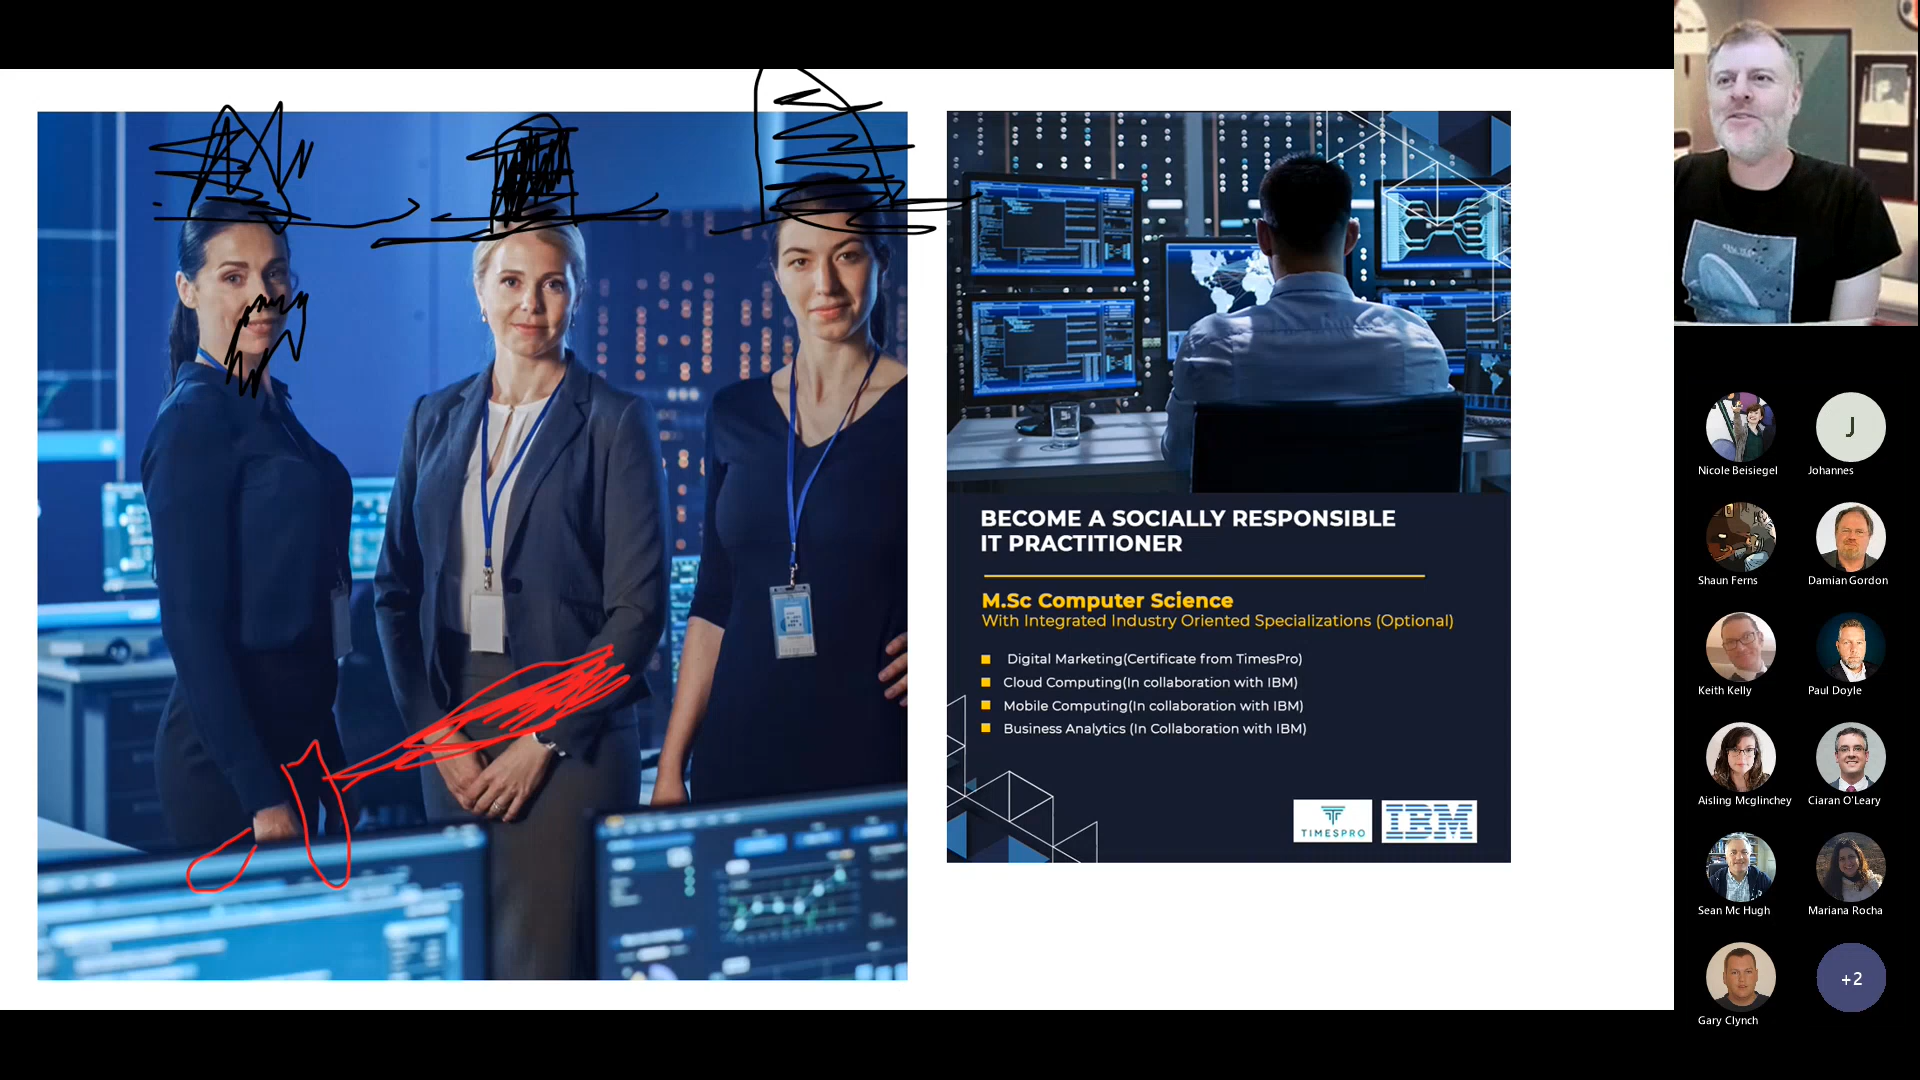 BECOME A SOCIALLY RESPONSIBLE
IT PRACTITIONER
M.Sc Computer Science
With Integrated Industry Oriented Specializations (Optional)
Digital Marketing(Certificate from TimesPro)
Cloud Computing(In collaboration with IBM)
Mobile Computing(In collaboration with IBM)
Business Analytics (In Collaboration with IBM)
TIMESPRO
IBM
J
Nicole Beisiegel
Johannes
Shaun Ferns
Damian Gordon
Keith Kelly
Paul Doyle
Aisling Mcglinchey
Ciaran O'Leary
Sean Mc Hugh
Mariana Rocha
+2
Gary Clynch